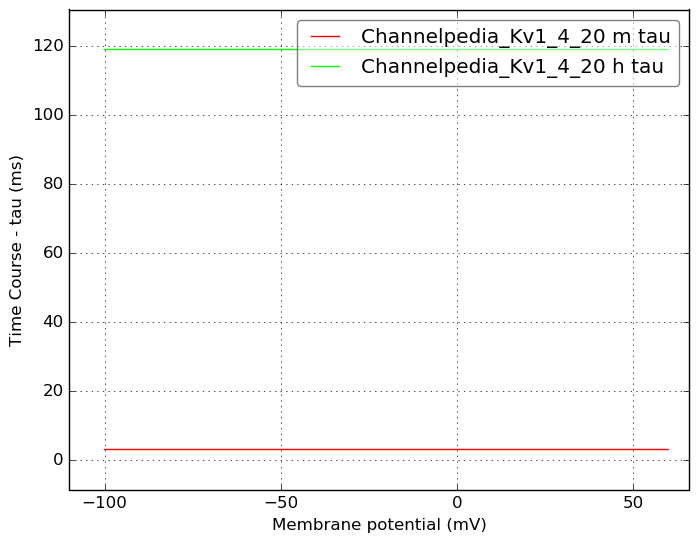 Channelpedia_Kv1_4_20 m tau
Channelpedia_Kv1_4_20 h tau
120
100
80
60
40
20
0
Time Course - tau (ms)
−100
−50
0
50
Membrane potential (mV)